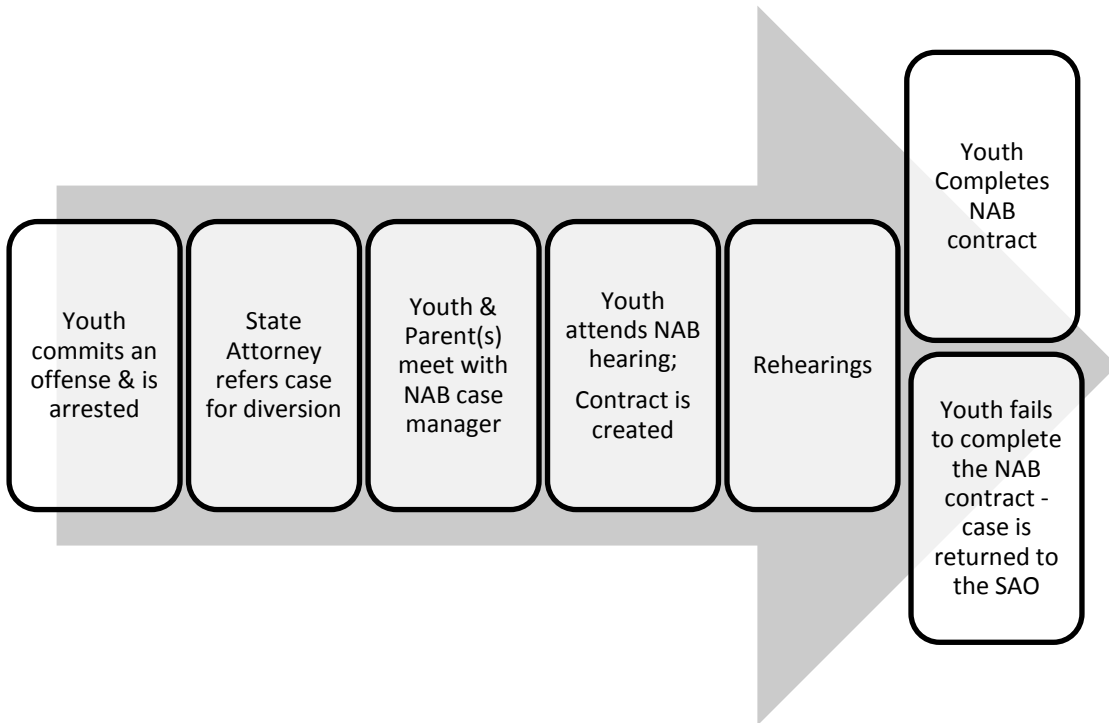 Youth
commits an
offense & is
arrested
State
Attorney
refers case
for diversion
Youth &
Parent(s)
meet with
NAB case
manager
Youth
attends NAB
hearing;
Contract is
created
Rehearings
Youth
Completes
NAB
contract
Youth fails
to complete
the NAB
contract -
case is
returned to
the SAO